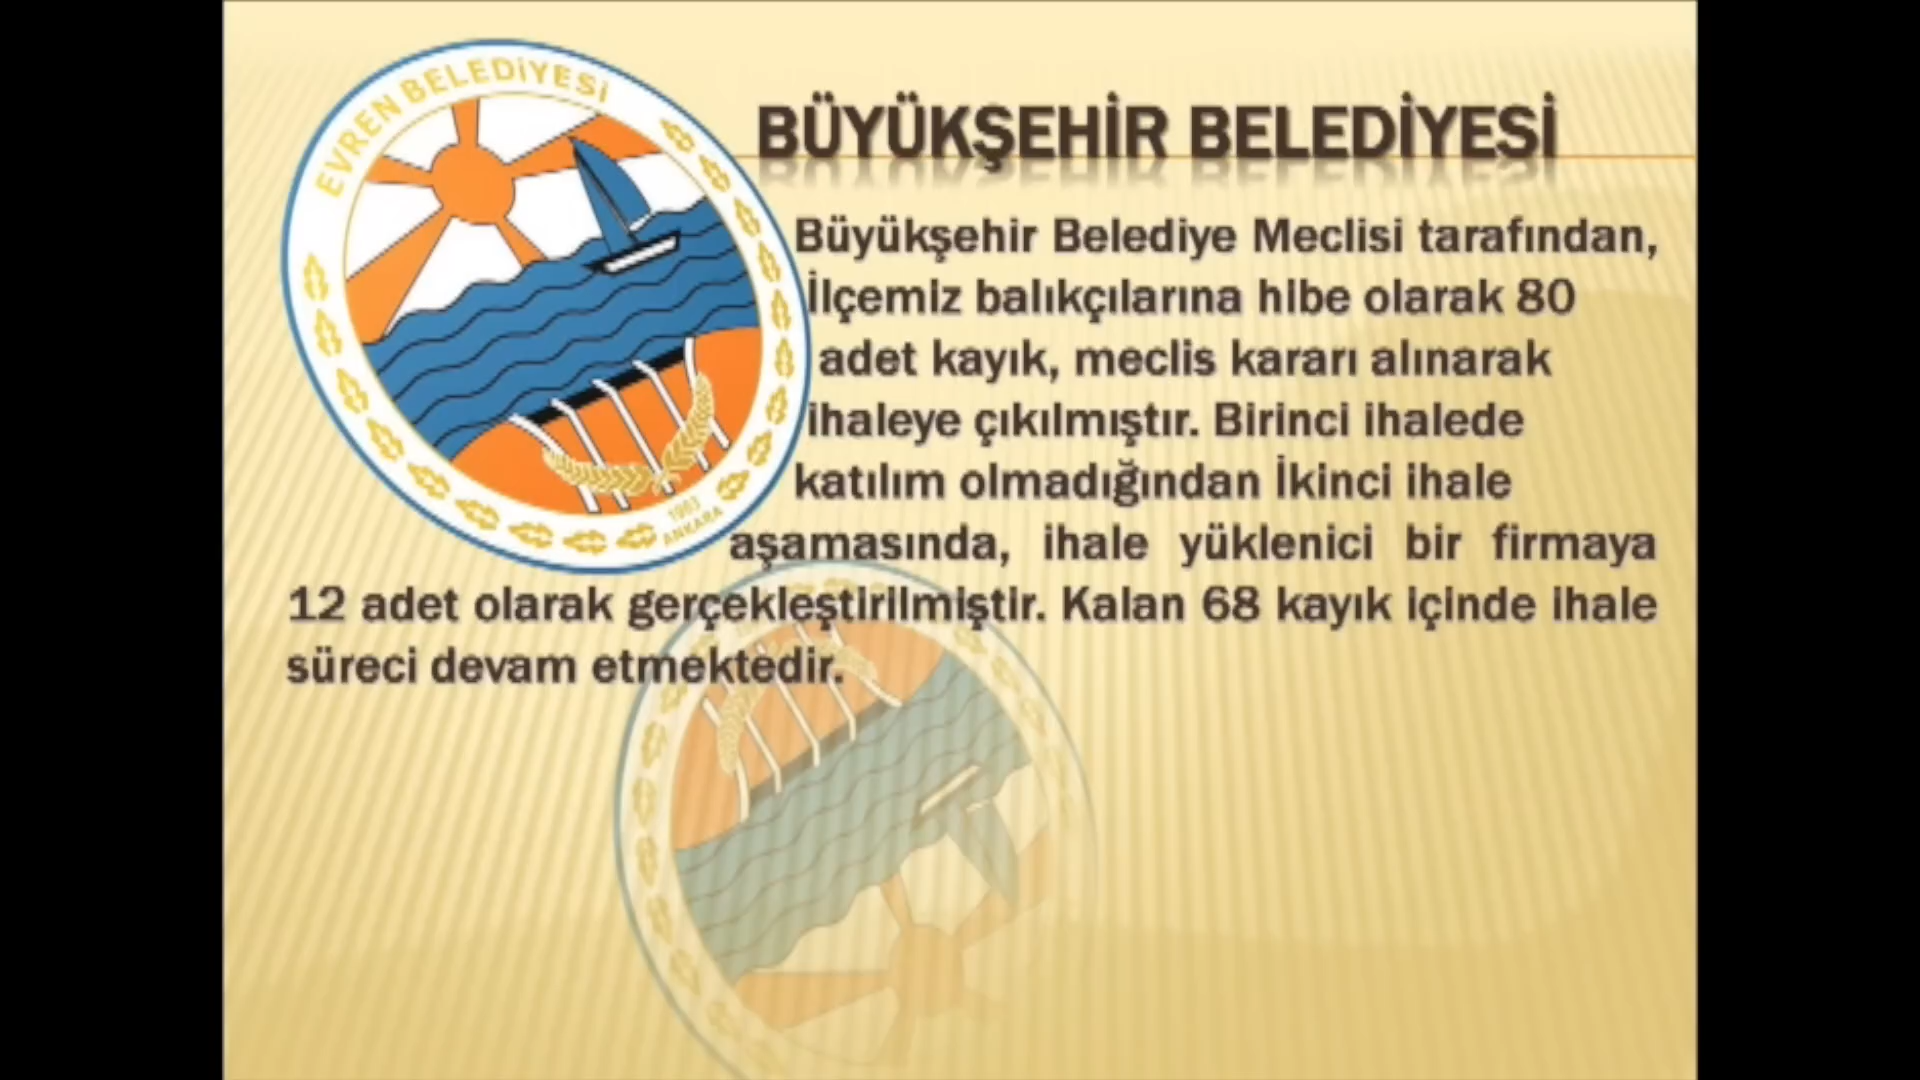 EVREN BELEDİYESİ
1983
ANKARA
BÜYÜKŞEHİR BELEDİYESİ
Büyükşehir Belediye Meclisi tarafından,
İlçemiz balıkçılarına hibe olarak 80
adet kayık, meclis kararı alınarak
ihaleye çıkılmıştır. Birinci ihalede
katılım olmadığından İkinci ihale
aşamasında, ihale yüklenici bir firmaya
12 adet olarak gerçekleştirilmiştir. Kalan 68 kayık içinde ihale
süreci devam etmektedir.